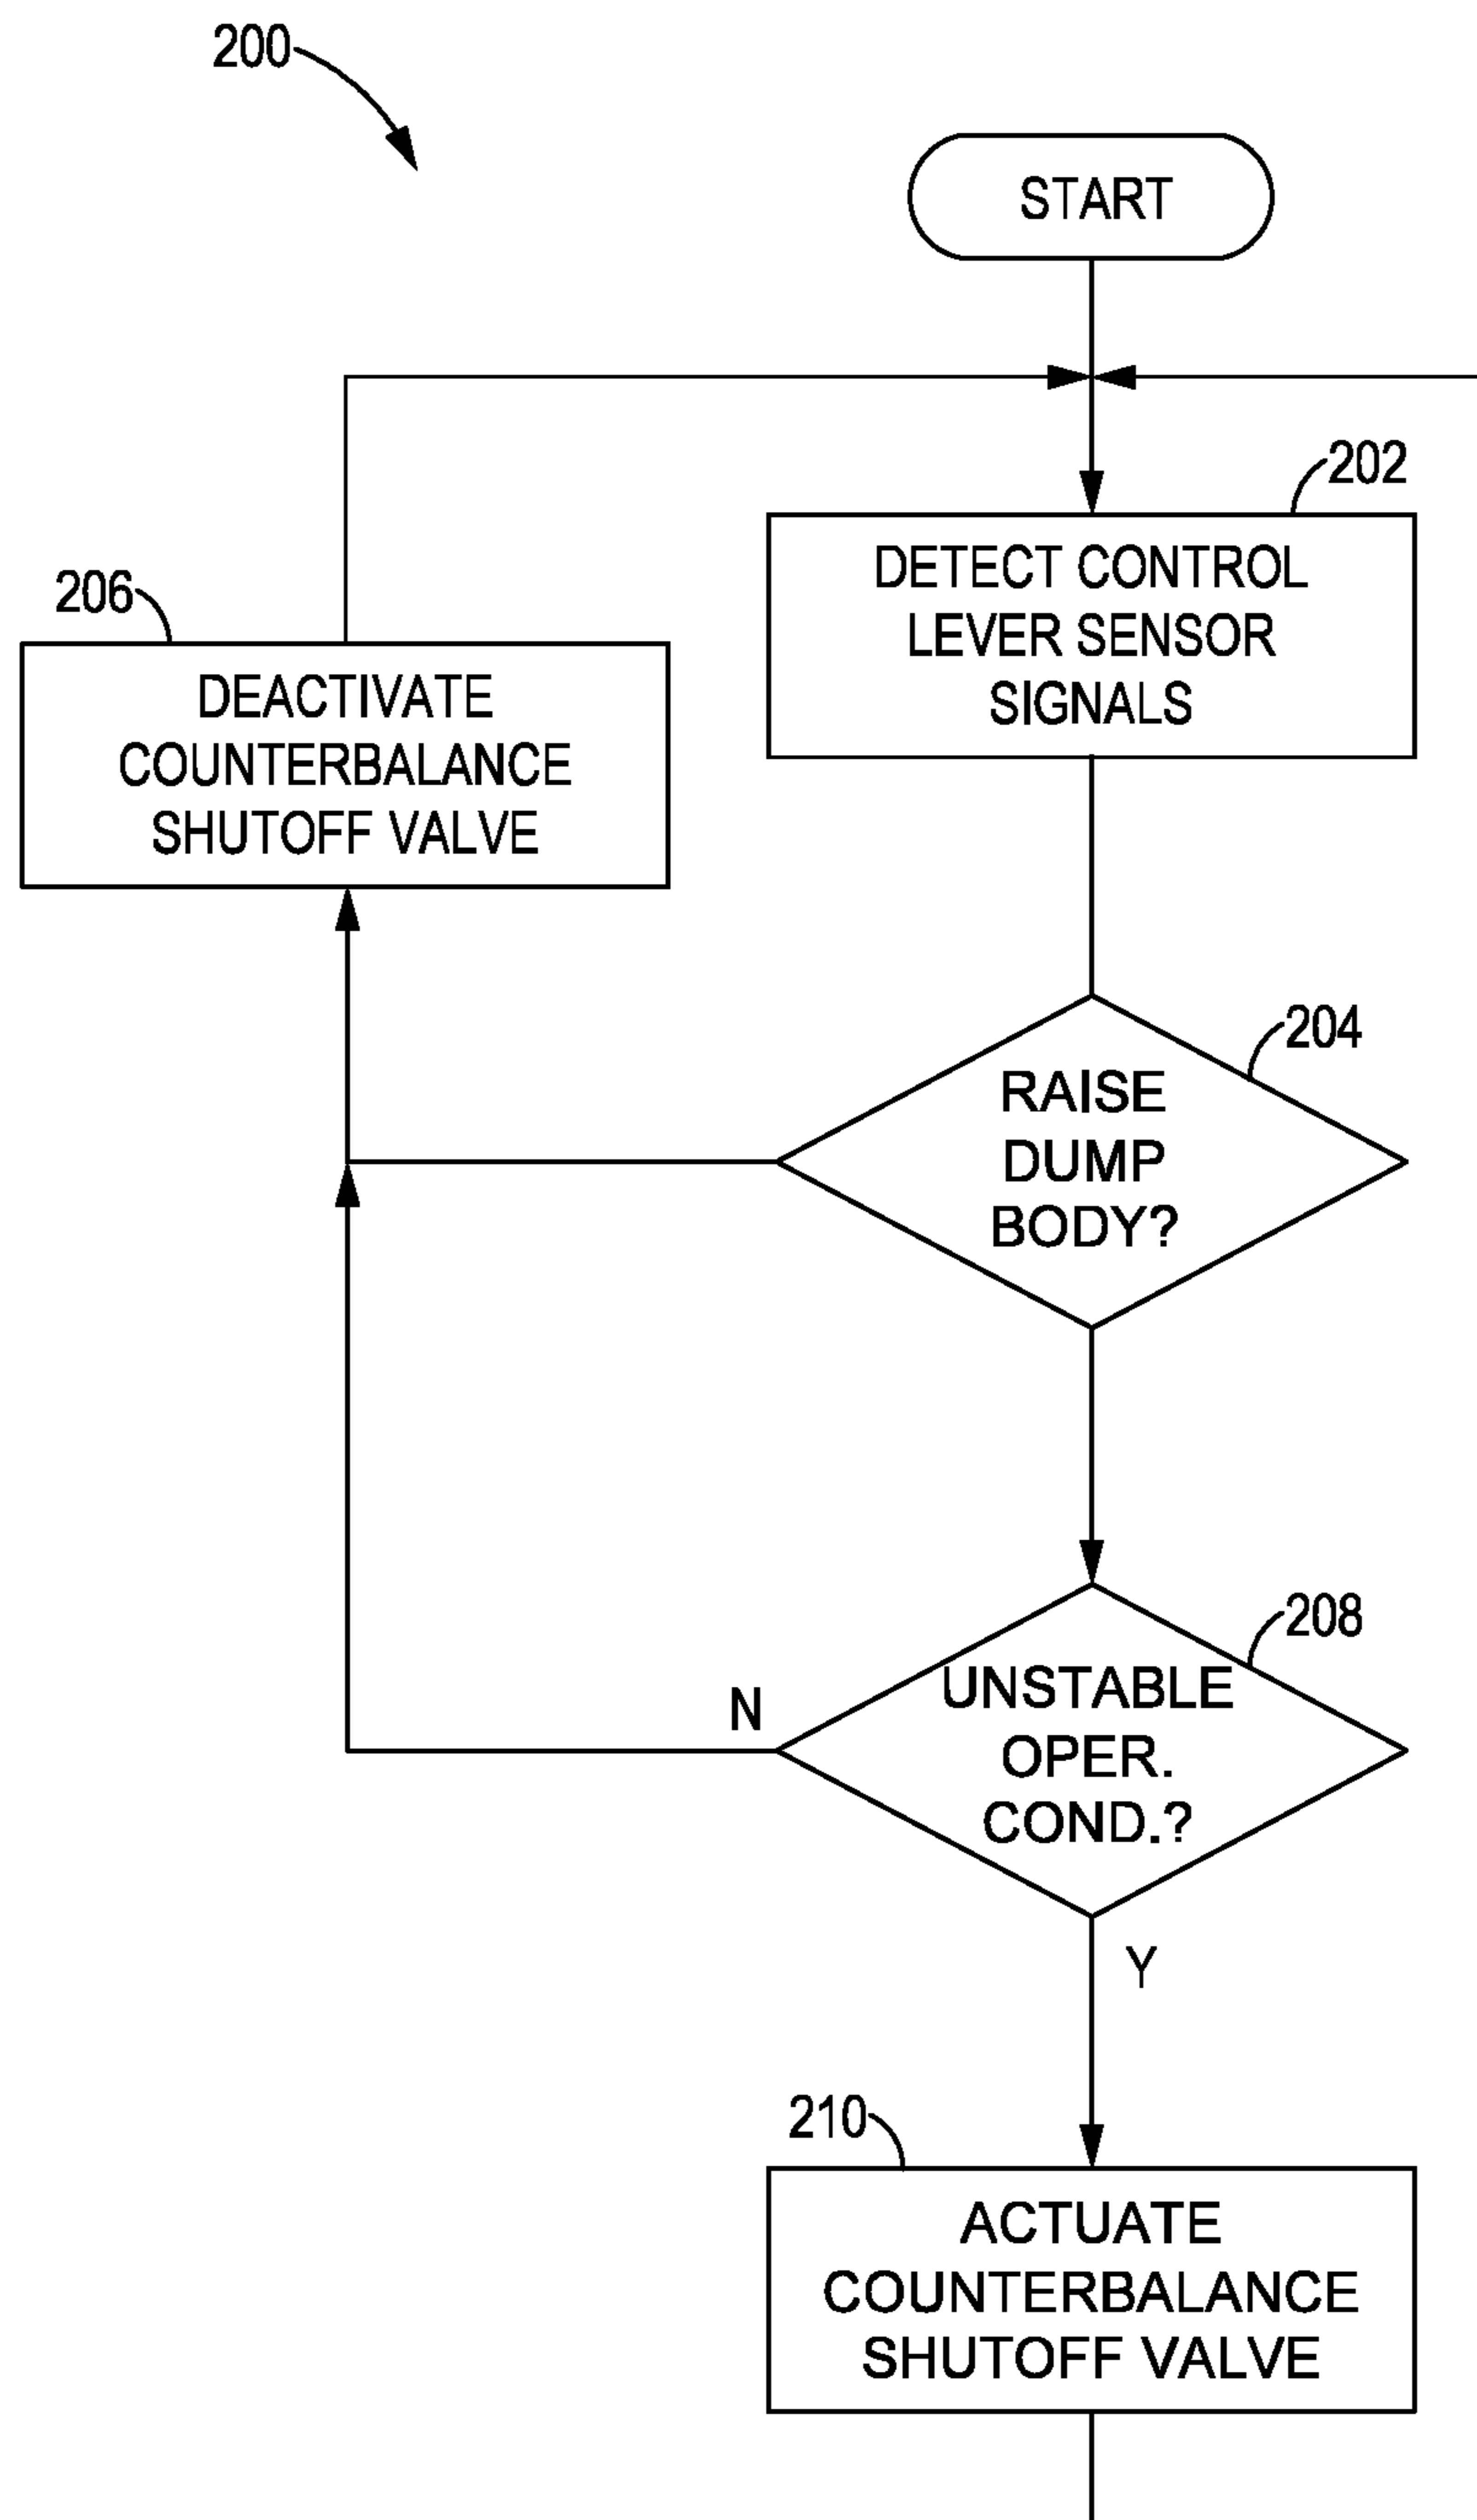 200
START
202
DETECT CONTROL
LEVER SENSOR
SIGNALS
206
DEACTIVATE
COUNTERBALANCE
SHUTOFF VALVE
204
RAISE
DUMP
BODY?
208
UNSTABLE
OPER.
COND.?
N
Y
210
ACTUATE
COUNTERBALANCE
SHUTOFF VALVE